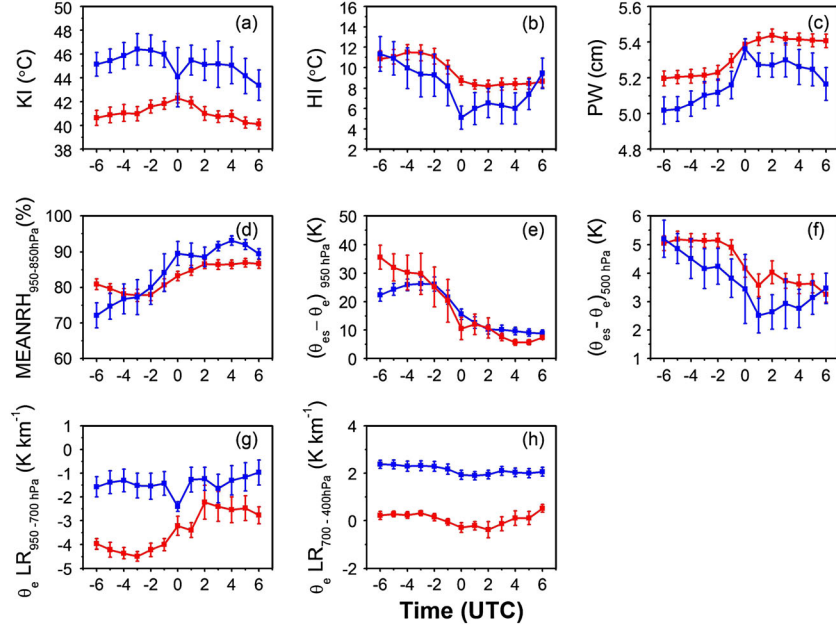 (a) (b) (c)
KI (°C)
48
46
44
42
40
38
-6 -4 -2 0 2 4 6
HI (°C)
16
14
12
10
8
6
4
2
0
-6 -4 -2 0 2 4 6
PW (cm)
5.6
5.4
5.2
5.0
4.8
-6 -4 -2 0 2 4 6
(d) (e) (f)
MEANRH950-850hPa(%)
100
90
80
70
60
-6 -4 -2 0 2 4 6
(θes – θe) 950 hPa(K)
50
40
30
20
10
0
-6 -4 -2 0 2 4 6
(θes - θe)500 hPa (K)
6
5
4
3
2
1
-6 -4 -2 0 2 4 6
(g) (h)
θe LR950 -700 hPa (K km-1)
1
0
-1
-2
-3
-4
-5
-6 -4 -2 0 2 4 6
θe LR700 - 400hPa (K km-1)
4
2
0
-2
-6 -4 -2 0 2 4 6
Time (UTC)